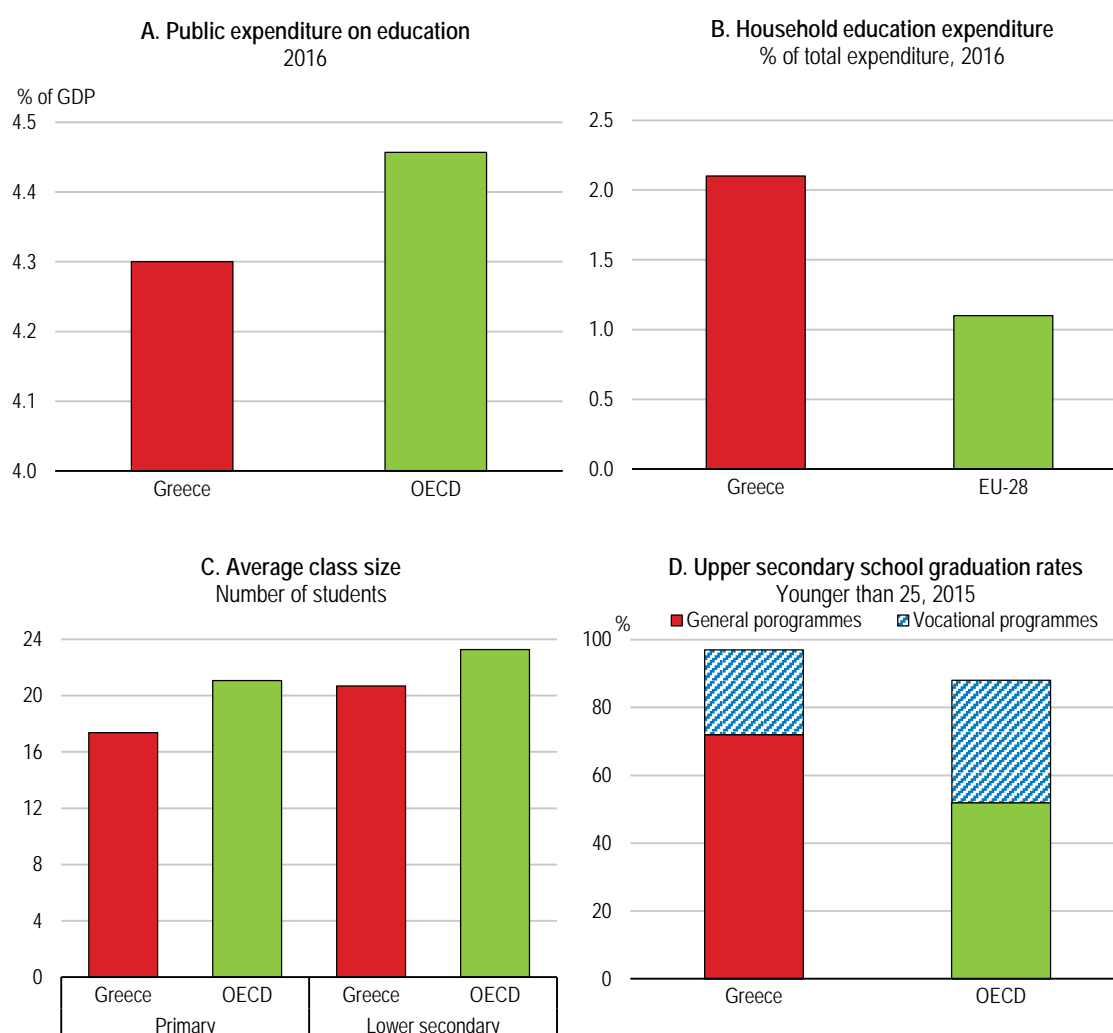 A. Public expenditure on education
2016
% of GDP
4.5
4.4
4.3
4.2
4.1
4.0
Greece OECD
B. Household education expenditure
% of total expenditure, 2016
2.5
2.0
1.5
1.0
0.5
0.0
Greece EU-28
C. Average class size
Number of students
24
20
16
12
8
4
0
Greece OECD Greece OECD
Primary Lower secondary
D. Upper secondary school graduation rates
Younger than 25, 2015
% General porogrammes Vocational programmes
100
80
60
40
20
0
Greece OECD